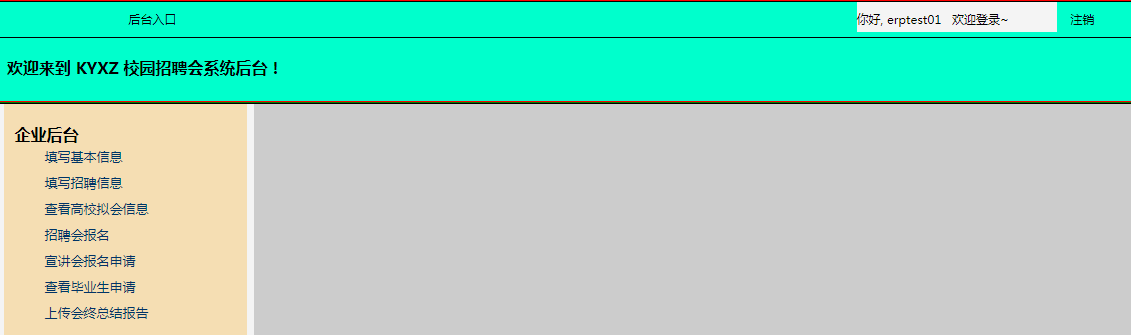 后台入口 你好, erptest01 欢迎登录~ 注销
欢迎来到 KYXZ 校园招聘会系统后台！
企业后台
填写基本信息
填写招聘信息
查看高校拟会信息
招聘会报名
宣讲会报名申请
查看毕业生申请
上传会终总结报告